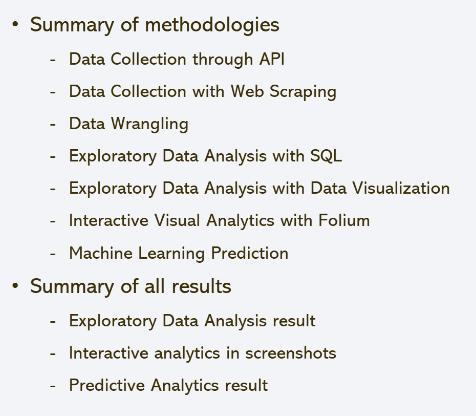 • Summary of methodologies
- Data Collection through API
- Data Collection with Web Scraping
- Data Wrangling
- Exploratory Data Analysis with SQL
- Exploratory Data Analysis with Data Visualization
- Interactive Visual Analytics with Folium
- Machine Learning Prediction
• Summary of all results
- Exploratory Data Analysis result
- Interactive analytics in screenshots
- Predictive Analytics result